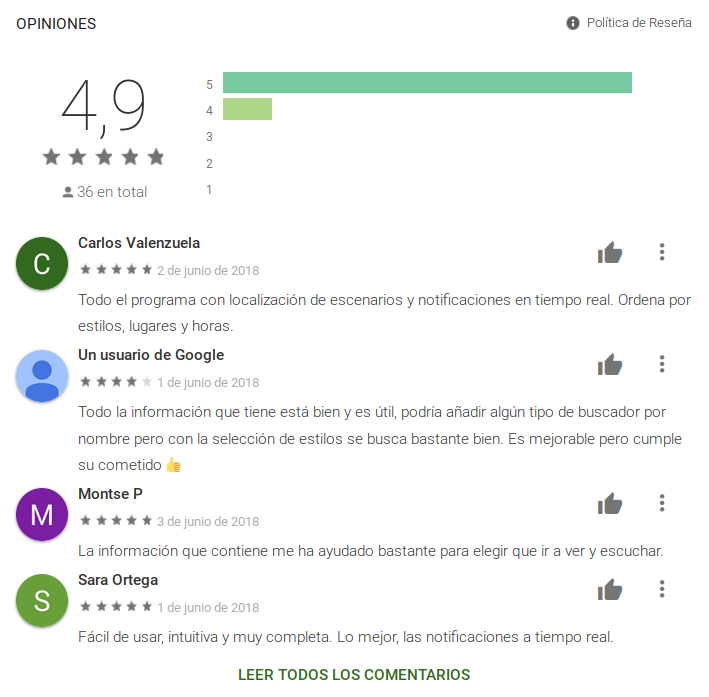 OPINIONES
Política de Reseña
4,9
36 en total
5
4
3
2
1
C
Carlos Valenzuela
2 de junio de 2018
Todo el programa con localización de escenarios y notificaciones en tiempo real. Ordena por
estilos, lugares y horas.
Un usuario de Google
1 de junio de 2018
Todo la información que tiene está bien y es útil, podría añadir algún tipo de buscador por
nombre pero con la selección de estilos se busca bastante bien. Es mejorable pero cumple
su cometido 👍
M
Montse P
3 de junio de 2018
La información que contiene me ha ayudado bastante para elegir que ir a ver y escuchar.
S
Sara Ortega
1 de junio de 2018
Fácil de usar, intuitiva y muy completa. Lo mejor, las notificaciones a tiempo real.
LEER TODOS LOS COMENTARIOS